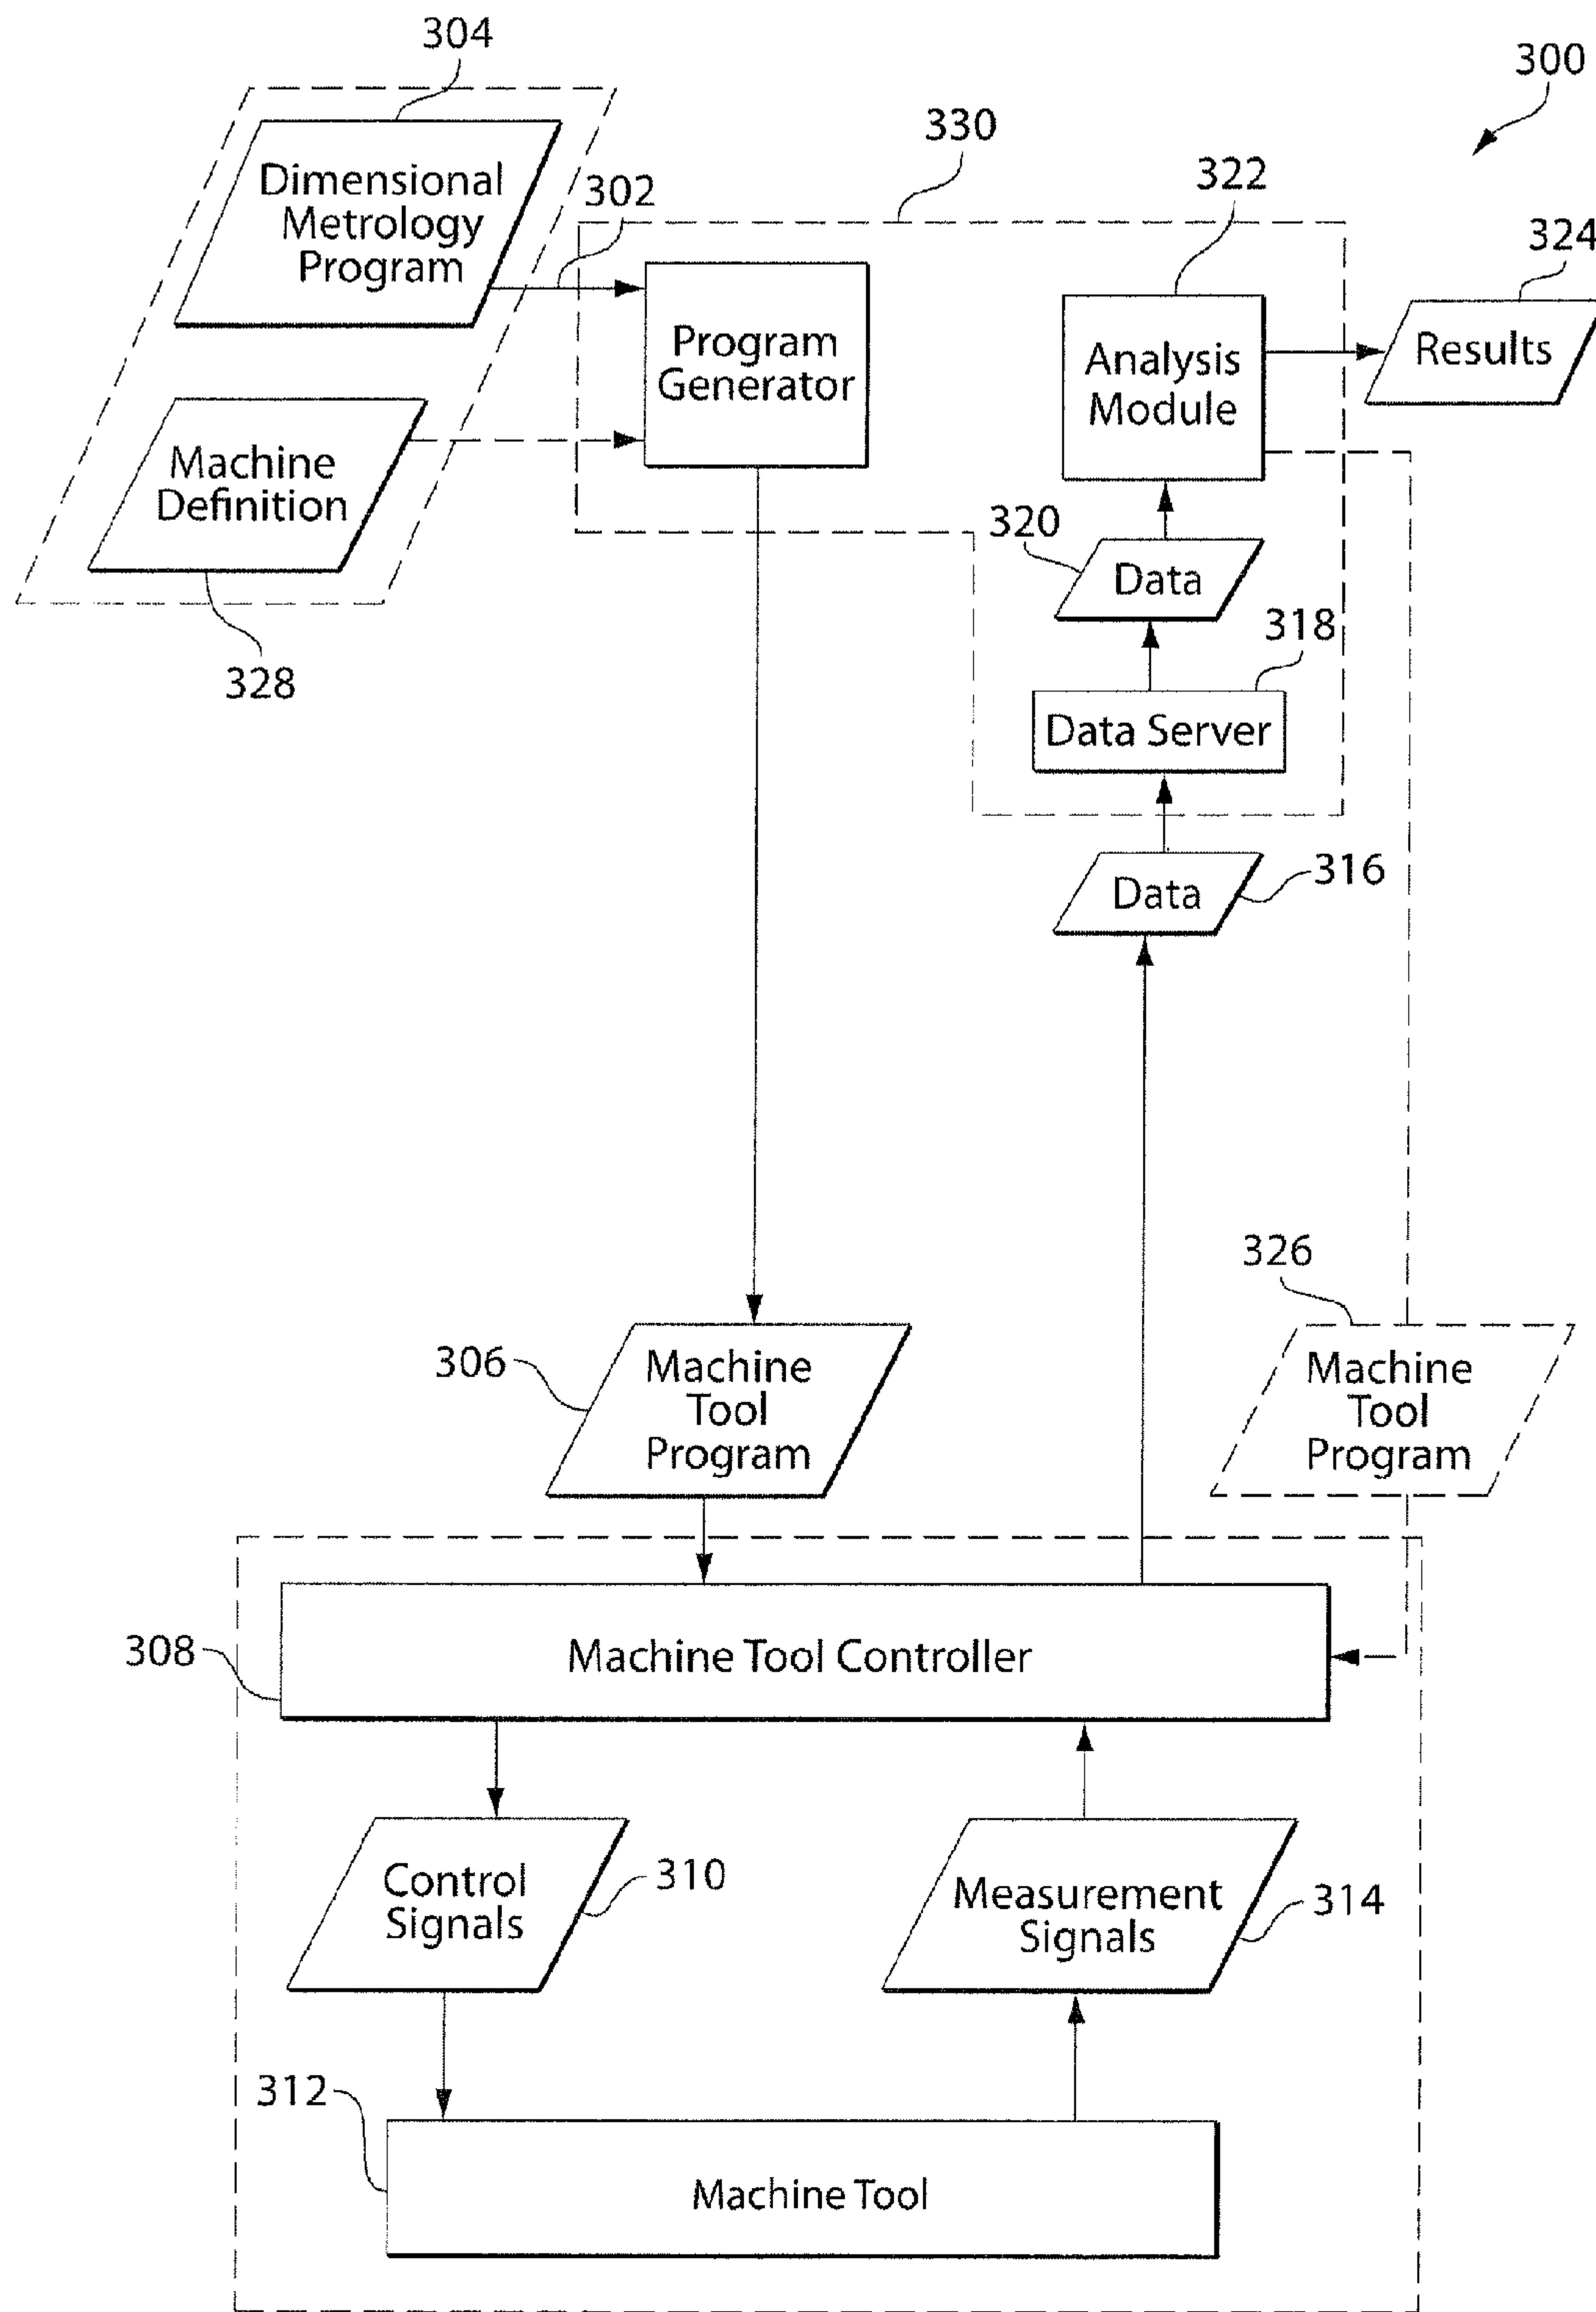 304
300
330
302
322
324
Dimensional
Metrology
Program
Program
Generator
Analysis
Module
Results
Machine
Definition
328
320
Data
318
Data Server
Data
316
326
306
Machine
Tool
Program
Machine
Tool
Program
308
Machine Tool Controller
Control
Signals
310
Measurement
Signals
314
312
Machine Tool